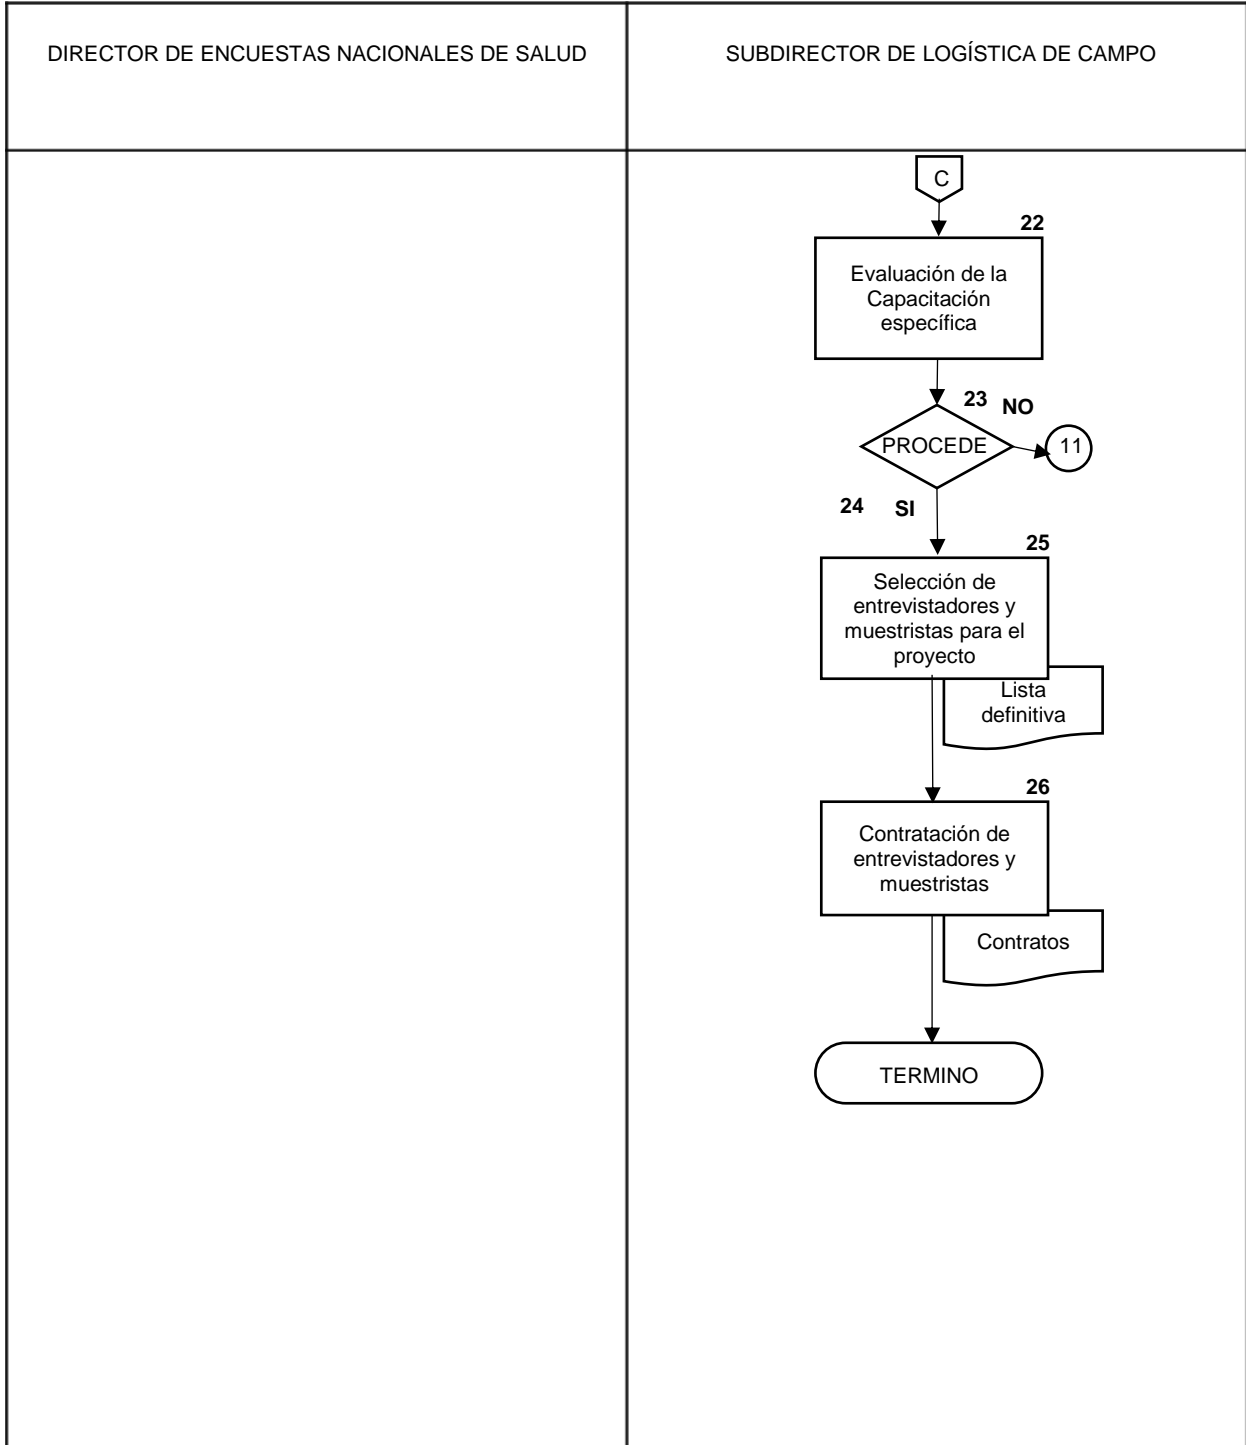 DIRECTOR DE ENCUESTAS NACIONALES DE SALUD
SUBDIRECTOR DE LOGÍSTICA DE CAMPO
C
22
Evaluación de la
Capacitación
específica
23
NO
PROCEDE
11
24
SI
25
Selección de
entrevistadores y
muestristas para el
proyecto
Lista
definitiva
26
Contratación de
entrevistadores y
muestristas
Contratos
TERMINO